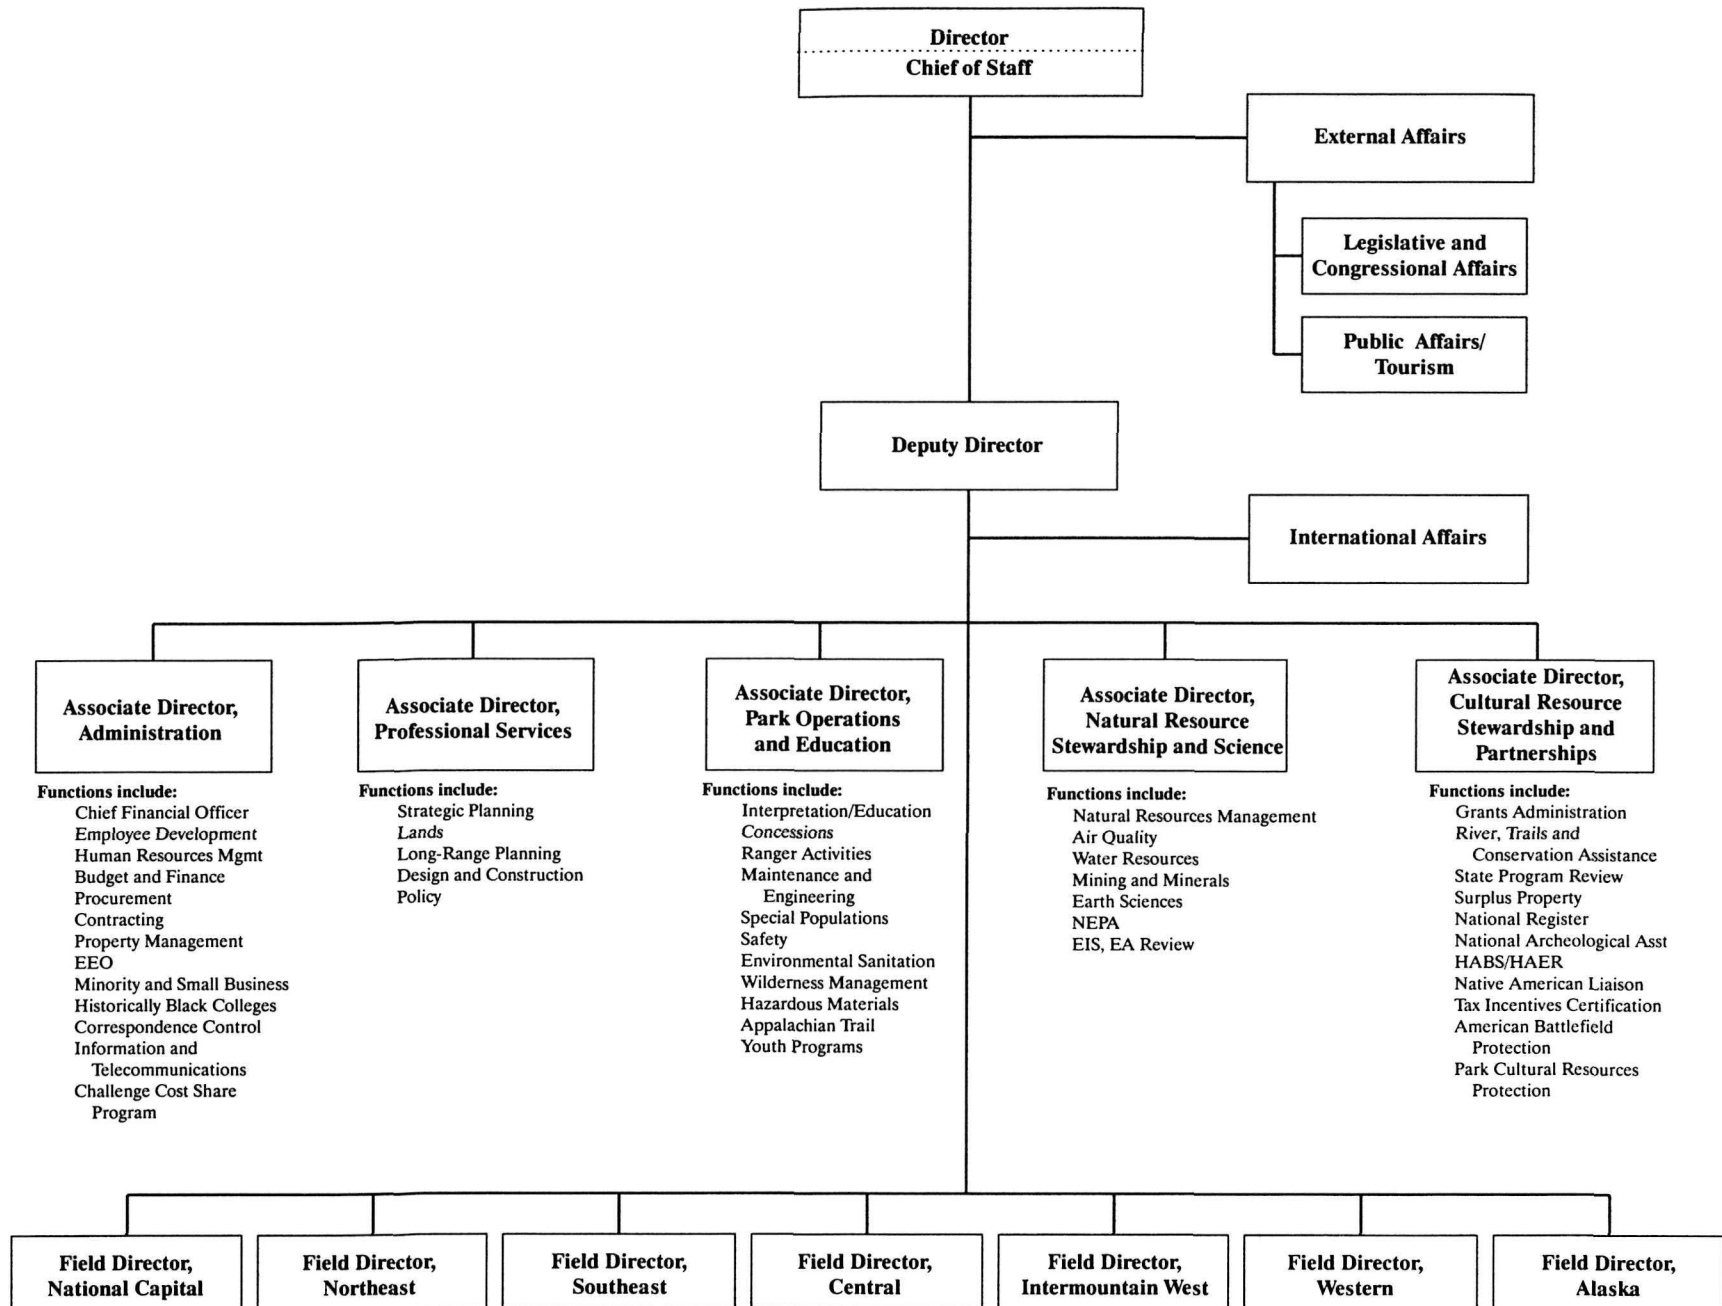 Director
Chief of Staff
External Affairs
Legislative and
Congressional Affairs
Public Affairs/
Tourism
Deputy Director
International Affairs
Associate Director,
Administration
Functions include:
Chief Financial Officer
Employee Development
Human Resources Mgmt
Budget and Finance
Procurement
Contracting
Property Management
EEO
Minority and Small Business
Historically Black Colleges
Correspondence Control
Information and
Telecommunications
Challenge Cost Share
Program
Associate Director,
Professional Services
Functions include:
Strategic Planning
Lands
Long-Range Planning
Design and Construction
Policy
Associate Director,
Park Operations
and Education
Functions include:
Interpretation/Education
Concessions
Ranger Activities
Maintenance and
Engineering
Special Populations
Safety
Environmental Sanitation
Wilderness Management
Hazardous Materials
Appalachian Trail
Youth Programs
Associate Director,
Natural Resource
Stewardship and Science
Functions include:
Natural Resources Management
Air Quality
Water Resources
Mining and Minerals
Earth Sciences
NEPA
EIS, EA Review
Associate Director,
Cultural Resource
Stewardship and
Partnerships
Functions include:
Grants Administration
River, Trails and
Conservation Assistance
State Program Review
Surplus Property
National Register
National Archeological Asst
HABS/HAER
Native American Liaison
Tax Incentives Certification
American Battlefield
Protection
Park Cultural Resources
Protection
Field Director,
National Capital
Field Director,
Northeast
Field Director,
Southeast
Field Director,
Central
Field Director,
Intermountain West
Field Director,
Western
Field Director,
Alaska